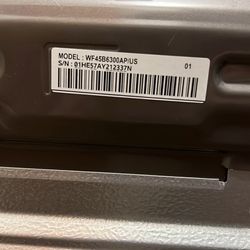 MODEL : WF45B6300AP/US 01
S/N : 01HE57AY212337N